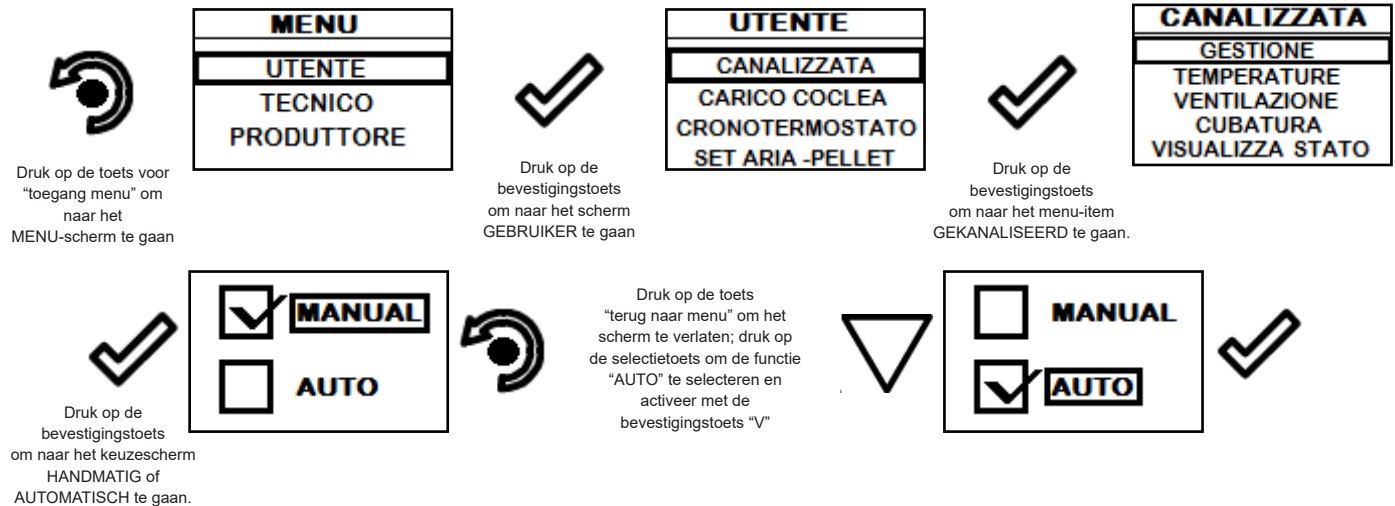 MENU
UTENTE
TECNICO
PRODUTTORE
Druk op de toets voor
“toegang menu” om
naar het
MENU-scherm te gaan
UTENTE
CANALIZZATA
CARICO COCLEA
CRONOTERMOSTATO
SET ARIA -PELLET
Druk op de
bevestigingstoets
om naar het scherm
GEBRUIKER te gaan
CANALIZZATA
GESTIONE
TEMPERATURE
VENTILAZIONE
CUBATURA
VISUALIZZA STATO
Druk op de
bevestigingstoets
om naar het menu-item
GEKANALISEERD te gaan.
MANUAL
AUTO
Druk op de
bevestigingstoets
om naar het keuzescherm
HANDMATIG of
AUTOMATISCH te gaan.
Druk op de toets
“terug naar menu” om het
scherm te verlaten; druk op
de selectietoets om de functie
“AUTO” te selecteren en
activeer met de
bevestigingstoets “V”
MANUAL
AUTO